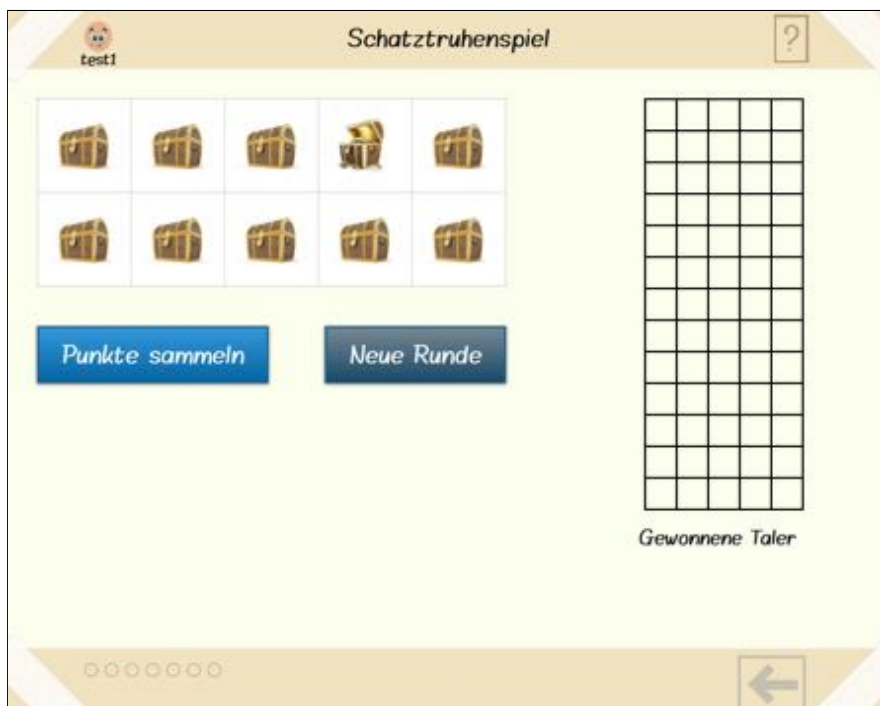 test1
Schatztruhenspiel
?
Punkte sammeln
Neue Runde
Gewonnene Taler